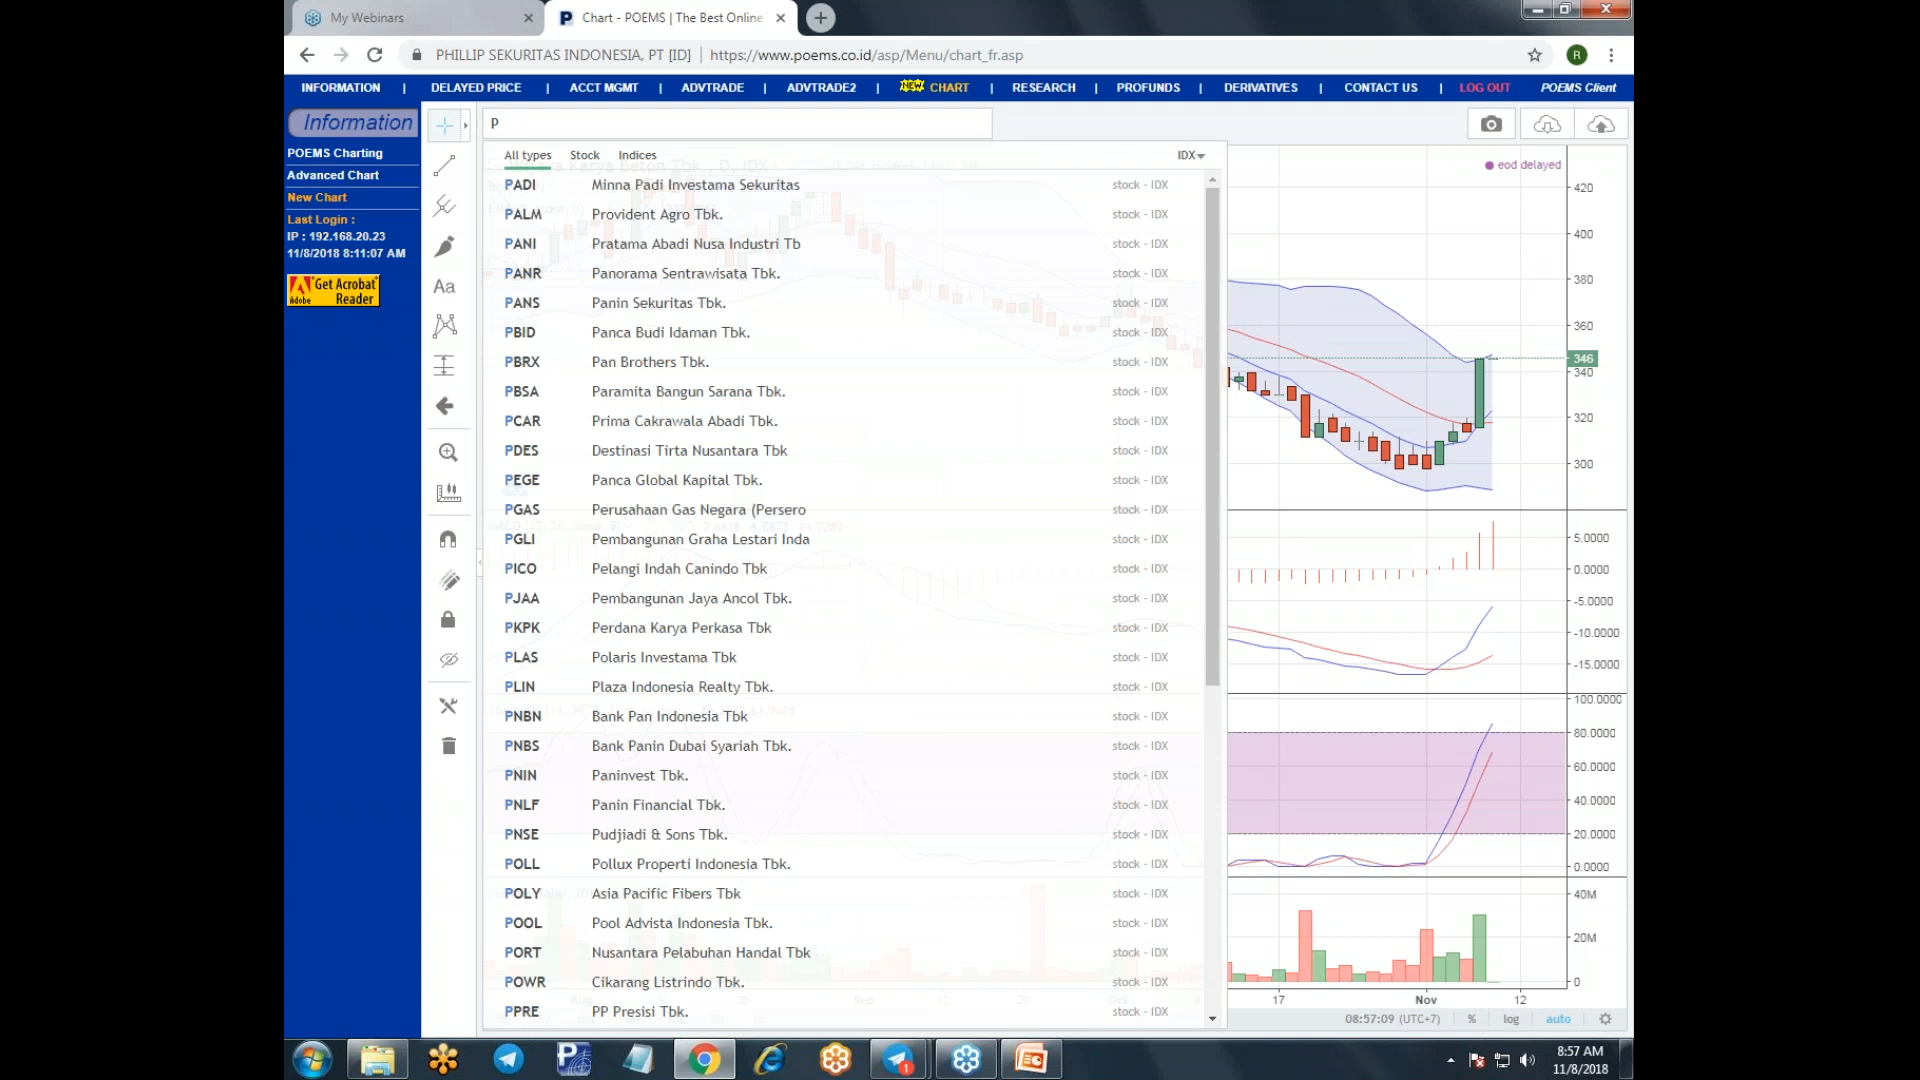 My Webinars
Chart - POEMS | The Best Online
PHILLIP SEKURITAS INDONESIA, PT [ID] | https://www.poems.co.id/asp/Menu/chart_fr.asp
R
INFORMATION | DELAYED PRICE | ACCT MGMT | ADVTRADE | ADVTRADE2 | NEW CHART | RESEARCH | PROFUNDS | DERIVATIVES | CONTACT US | LOG OUT POEMS Client
Information
POEMS Charting
Advanced Chart
New Chart
Last Login :
IP : 192.168.20.23
11/8/2018 8:11:07 AM
Get Acrobat
Adobe Reader
Aa
p
All types Stock Indices IDX
PADI Minna Padi Investama Sekuritas stock - IDX
PALM Provident Agro Tbk. stock - IDX
PANI Pratama Abadi Nusa Industri Tb stock - IDX
PANR Panorama Sentrawisata Tbk. stock - IDX
PANS Panin Sekuritas Tbk. stock - IDX
PBID Panca Budi Idaman Tbk. stock - IDX
PBRX Pan Brothers Tbk. stock - IDX
PBSA Paramita Bangun Sarana Tbk. stock - IDX
PCAR Prima Cakrawala Abadi Tbk. stock - IDX
PDES Destinasi Tirta Nusantara Tbk stock - IDX
PEGE Panca Global Kapital Tbk. stock - IDX
PGAS Perusahaan Gas Negara (Persero stock - IDX
PGLI Pembangunan Graha Lestari Inda stock - IDX
PICO Pelangi Indah Canindo Tbk stock - IDX
PJAA Pembangunan Jaya Ancol Tbk. stock - IDX
PKPK Perdana Karya Perkasa Tbk stock - IDX
PLAS Polaris Investama Tbk stock - IDX
PLIN Plaza Indonesia Realty Tbk. stock - IDX
PNBN Bank Pan Indonesia Tbk stock - IDX
PNBS Bank Panin Dubai Syariah Tbk. stock - IDX
PNIN Paninvest Tbk. stock - IDX
PNLF Panin Financial Tbk. stock - IDX
PNSE Pudjiadi & Sons Tbk. stock - IDX
POLL Pollux Properti Indonesia Tbk. stock - IDX
POLY Asia Pacific Fibers Tbk stock - IDX
POOL Pool Advista Indonesia Tbk. stock - IDX
PORT Nusantara Pelabuhan Handal Tbk stock - IDX
POWR Cikarang Listrindo Tbk. stock - IDX
PPRE PP Presisi Tbk. stock - IDX
eod delayed
420
400
380
360
346
340
320
300
5.0000
0.0000
-5.0000
-10.0000
-15.0000
100.0000
80.0000
60.0000
40.0000
20.0000
0.0000
40M
20M
0
17 Nov 12
08:57:09 (UTC+7) % log auto
1
8:57 AM
11/8/2018